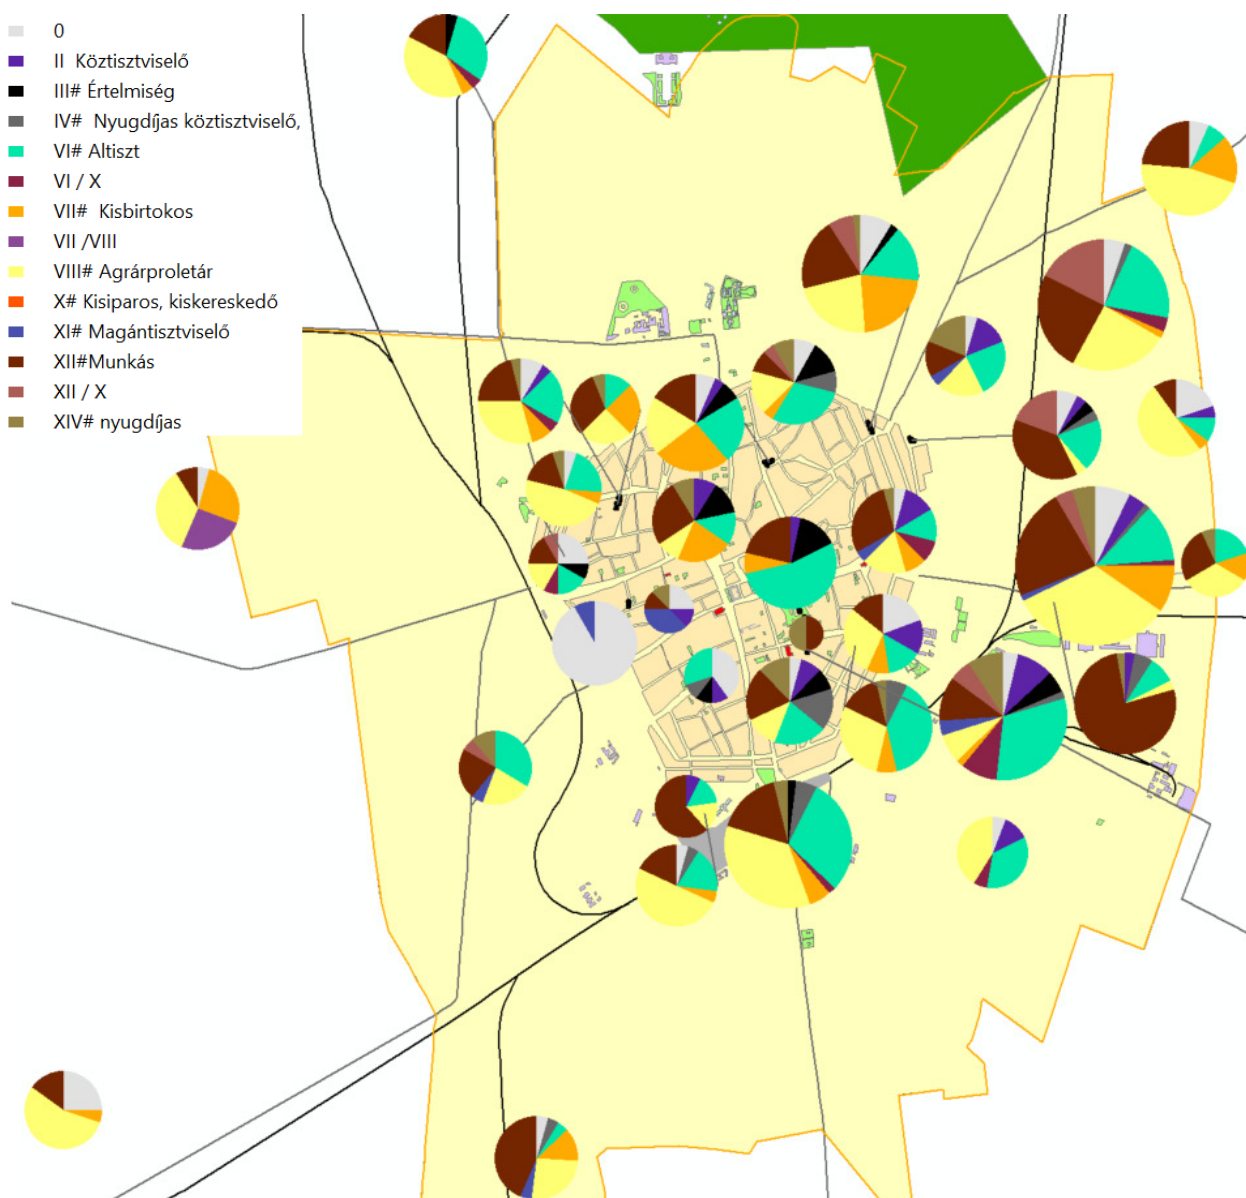 0
II Köztisztviselő
III# Értelmiség
IV# Nyugdíjas köztisztviselő,
VI# Altiszt
VI / X
VII# Kisbirtokos
VII /VIII
VIII# Agrárproletár
X# Kisiparos, kiskereskedő
XI# Magántisztviselő
XII#Munkás
XII / X
XIV# nyugdíjas